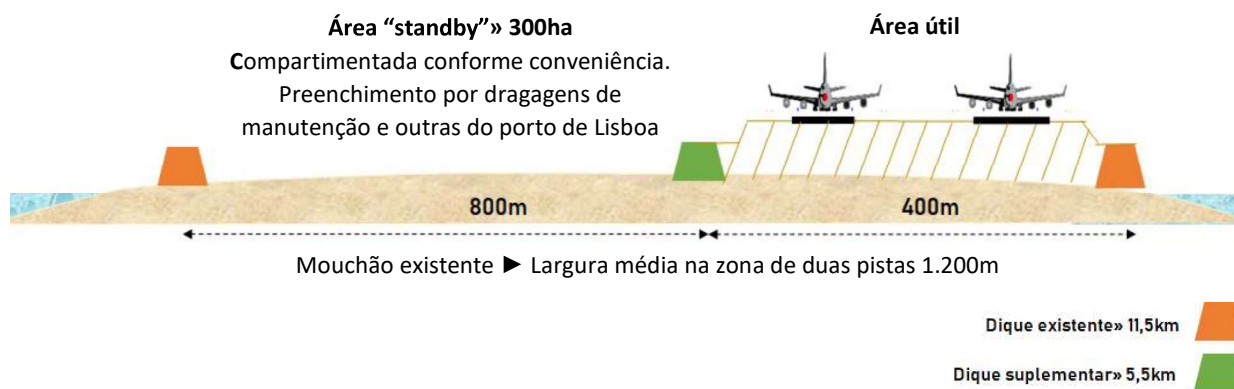 Área “standby”» 300ha
Compartimentada conforme conveniência.
Preenchimento por dragagens de
manutenção e outras do porto de Lisboa
Área útil
800m
400m
Mouchão existente ► Largura média na zona de duas pistas 1.200m
Dique existente» 11,5km
Dique suplementar» 5,5km